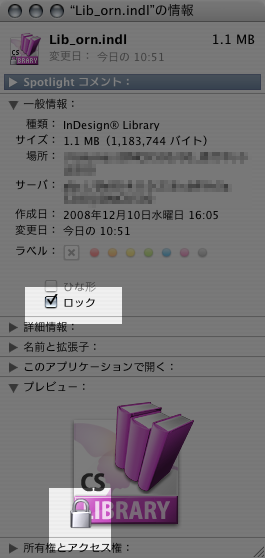 "Lib_orn.indl"の情報
Lib_orn.indl 1.1 MB
変更日：今日の 10:51
Spotlight コメント：
一般情報：
種類：InDesign® Library
サイズ：1.1 MB（1,183,744 バイト）
場所：
サーバ：
作成日：2008年12月10日水曜日 16:05
変更日：今日の 10:51
ラベル：
ひな形
ロック
詳細情報：
名前と拡張子：
このアプリケーションで開く：
プレビュー：
CS
LIBRARY
所有権とアクセス権：